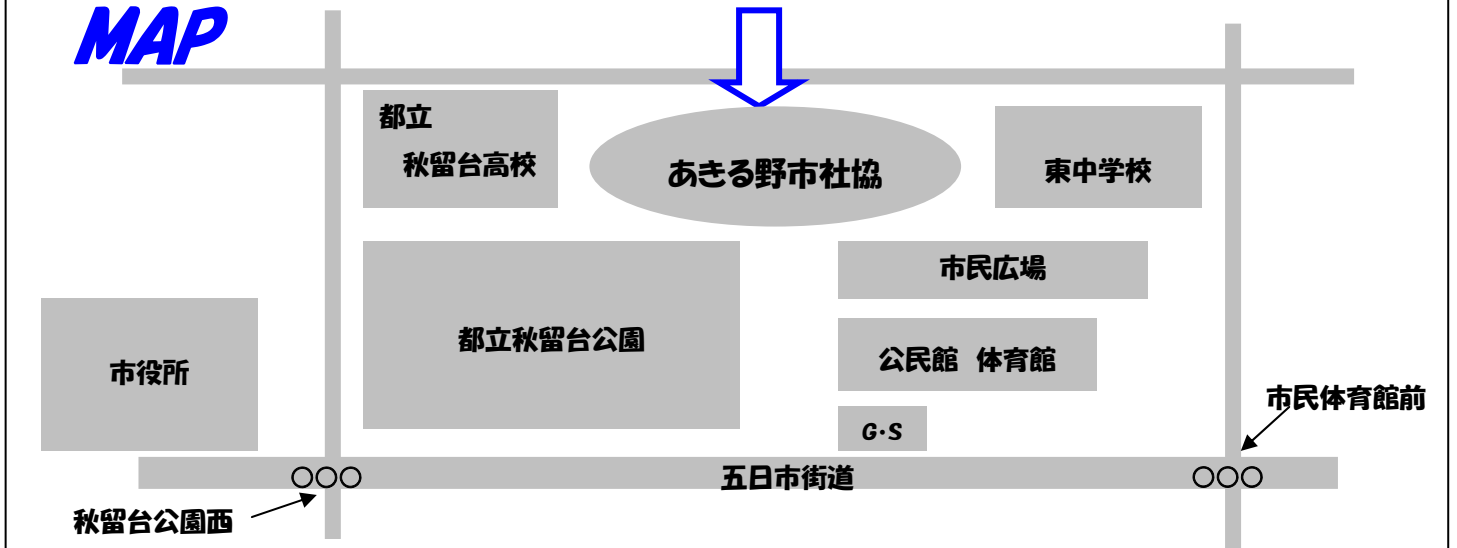 MAP
都立
秋留台高校
あきる野市社協
東中学校
市民広場
都立秋留台公園
公民館 体育館
市役所
市民体育館前
G・S
五日市街道
秋留台公園西